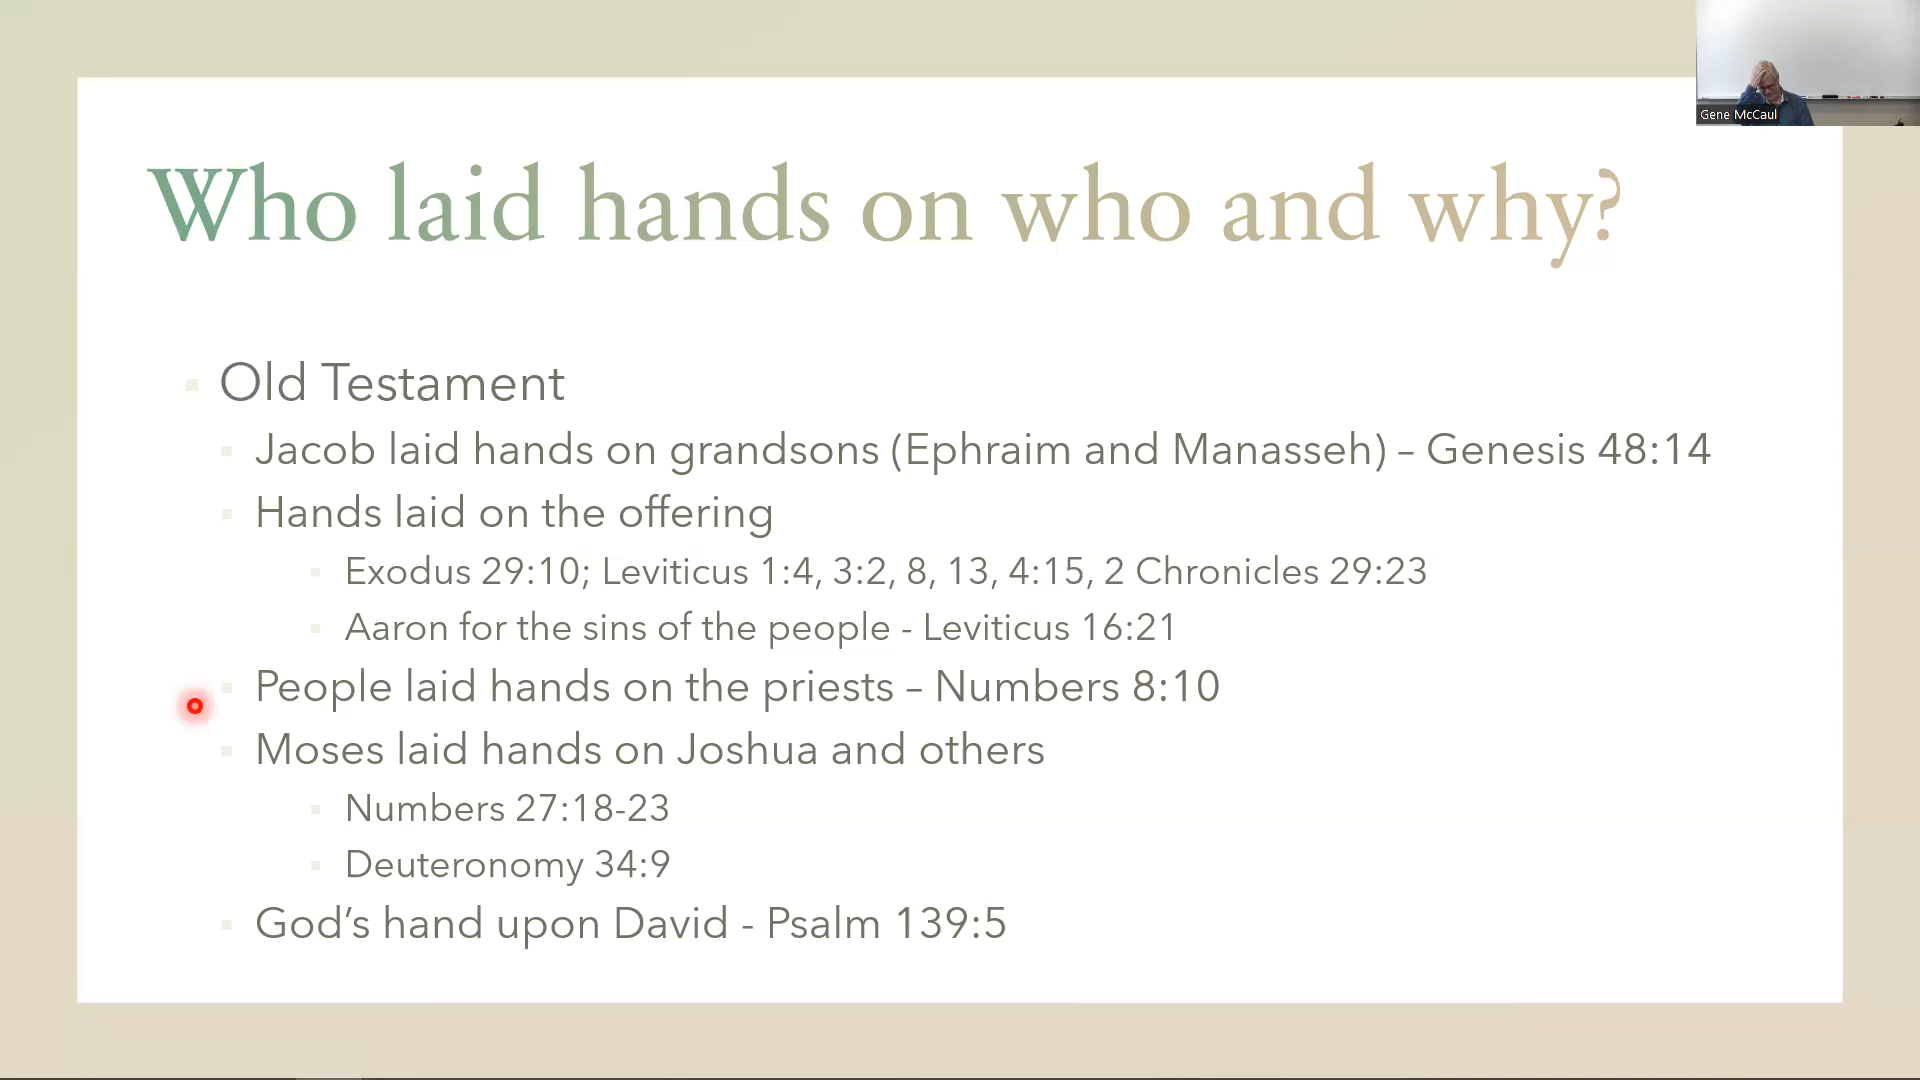 Gene McCaul
Who laid hands on who and why?
Old Testament
Jacob laid hands on grandsons (Ephraim and Manasseh) – Genesis 48:14
Hands laid on the offering
Exodus 29:10; Leviticus 1:4, 3:2, 8, 13, 4:15, 2 Chronicles 29:23
Aaron for the sins of the people - Leviticus 16:21
People laid hands on the priests – Numbers 8:10
Moses laid hands on Joshua and others
Numbers 27:18-23
Deuteronomy 34:9
God’s hand upon David - Psalm 139:5